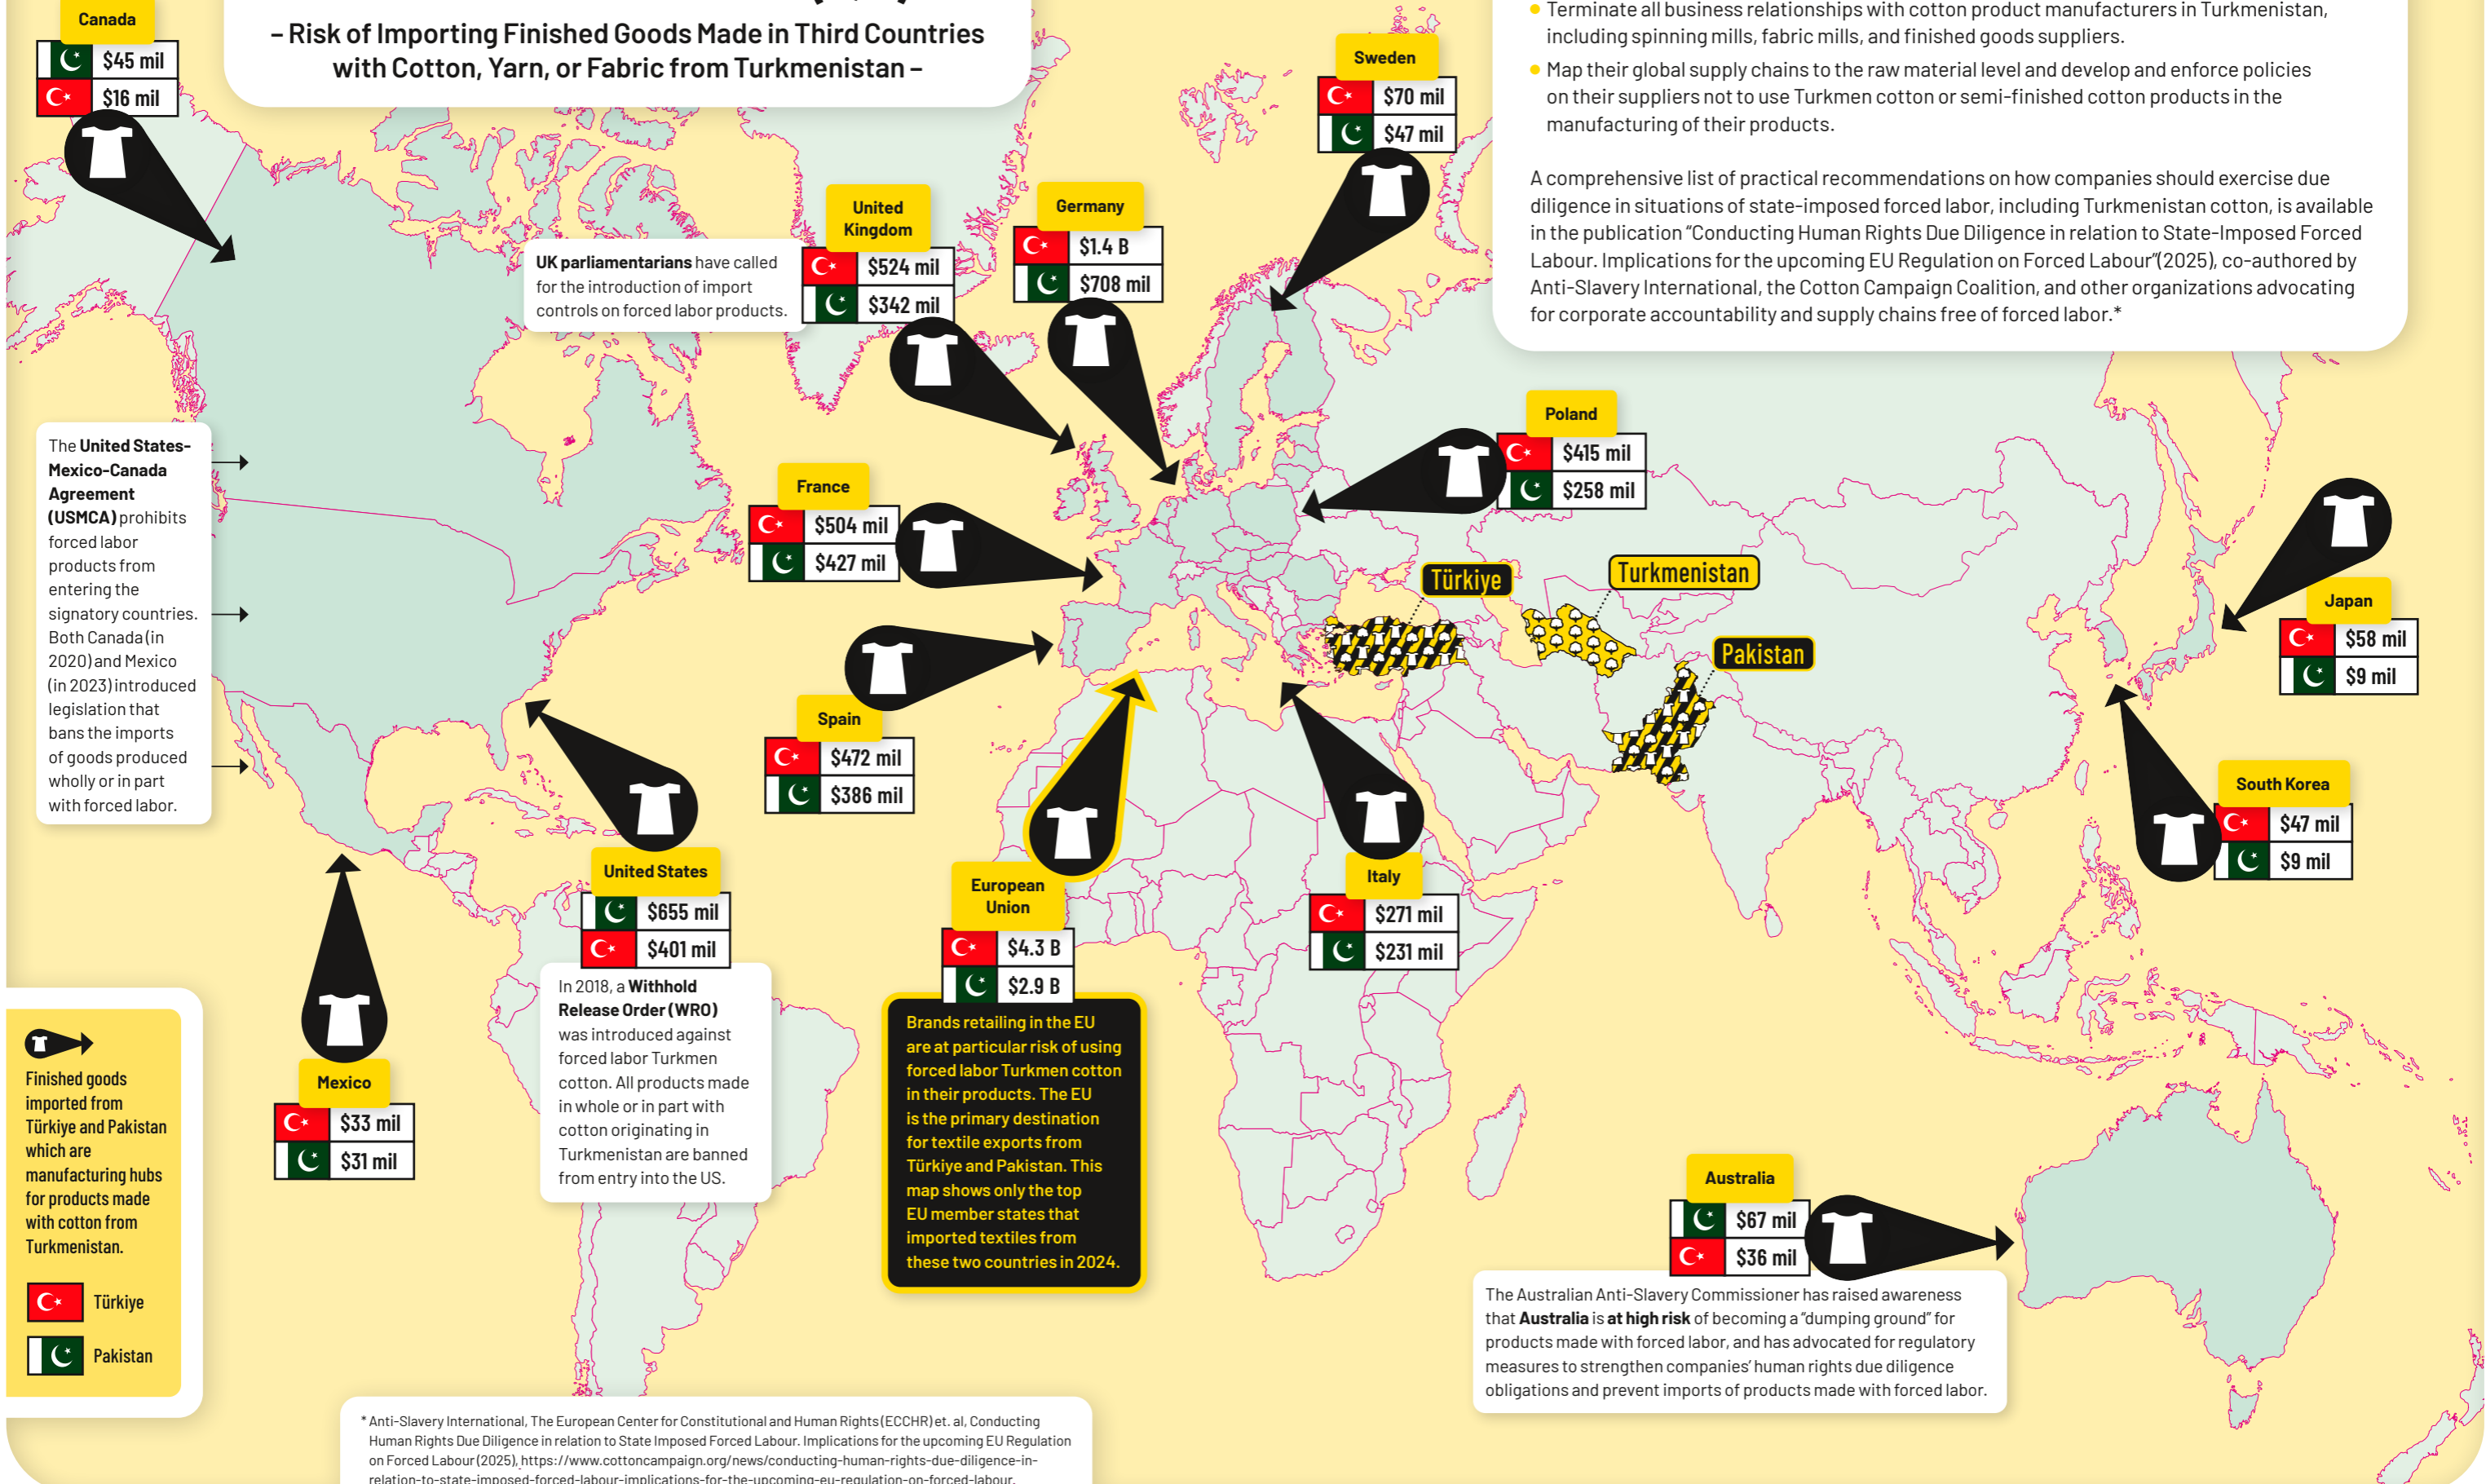 – Risk of Importing Finished Goods Made in Third Countries
with Cotton, Yarn, or Fabric from Turkmenistan –
Terminate all business relationships with cotton product manufacturers in Turkmenistan,
including spinning mills, fabric mills, and finished goods suppliers.
Map their global supply chains to the raw material level and develop and enforce policies
on their suppliers not to use Turkmen cotton or semi-finished cotton products in the
manufacturing of their products.
A comprehensive list of practical recommendations on how companies should exercise due
diligence in situations of state-imposed forced labor, including Turkmenistan cotton, is available
in the publication “Conducting Human Rights Due Diligence in relation to State-Imposed Forced
Labour. Implications for the upcoming EU Regulation on Forced Labour”(2025), co-authored by
Anti-Slavery International, the Cotton Campaign Coalition, and other organizations advocating
for corporate accountability and supply chains free of forced labor.*
Canada
$45 mil
$16 mil
Sweden
$70 mil
$47 mil
United
Kingdom
$524 mil
$342 mil
UK parliamentarians have called
for the introduction of import
controls on forced labor products.
Germany
$1.4 B
$708 mil
Poland
$415 mil
$258 mil
France
$504 mil
$427 mil
The United States-
Mexico-Canada
Agreement
(USMCA) prohibits
forced labor
products from
entering the
signatory countries.
Both Canada (in
2020) and Mexico
(in 2023) introduced
legislation that
bans the imports
of goods produced
wholly or in part
with forced labor.
Türkiye
Turkmenistan
Pakistan
Japan
$58 mil
$9 mil
Spain
$472 mil
$386 mil
South Korea
$47 mil
$9 mil
United States
$655 mil
$401 mil
In 2018, a Withhold
Release Order (WRO)
was introduced against
forced labor Turkmen
cotton. All products made
in whole or in part with
cotton originating in
Turkmenistan are banned
from entry into the US.
European
Union
$4.3 B
$2.9 B
Brands retailing in the EU
are at particular risk of using
forced labor Turkmen cotton
in their products. The EU
is the primary destination
for textile exports from
Türkiye and Pakistan. This
map shows only the top
EU member states that
imported textiles from
these two countries in 2024.
Italy
$271 mil
$231 mil
Mexico
$33 mil
$31 mil
Finished goods
imported from
Türkiye and Pakistan
which are
manufacturing hubs
for products made
with cotton from
Turkmenistan.
Türkiye
Pakistan
Australia
$67 mil
$36 mil
The Australian Anti-Slavery Commissioner has raised awareness
that Australia is at high risk of becoming a “dumping ground” for
products made with forced labor, and has advocated for regulatory
measures to strengthen companies’ human rights due diligence
obligations and prevent imports of products made with forced labor.
* Anti-Slavery International, The European Center for Constitutional and Human Rights (ECCHR) et. al, Conducting
Human Rights Due Diligence in relation to State Imposed Forced Labour. Implications for the upcoming EU Regulation
on Forced Labour (2025), https://www.cottoncampaign.org/news/conducting-human-rights-due-diligence-in-
relation-to-state-imposed-forced-labour-implications-for-the-upcoming-eu-regulation-on-forced-labour.